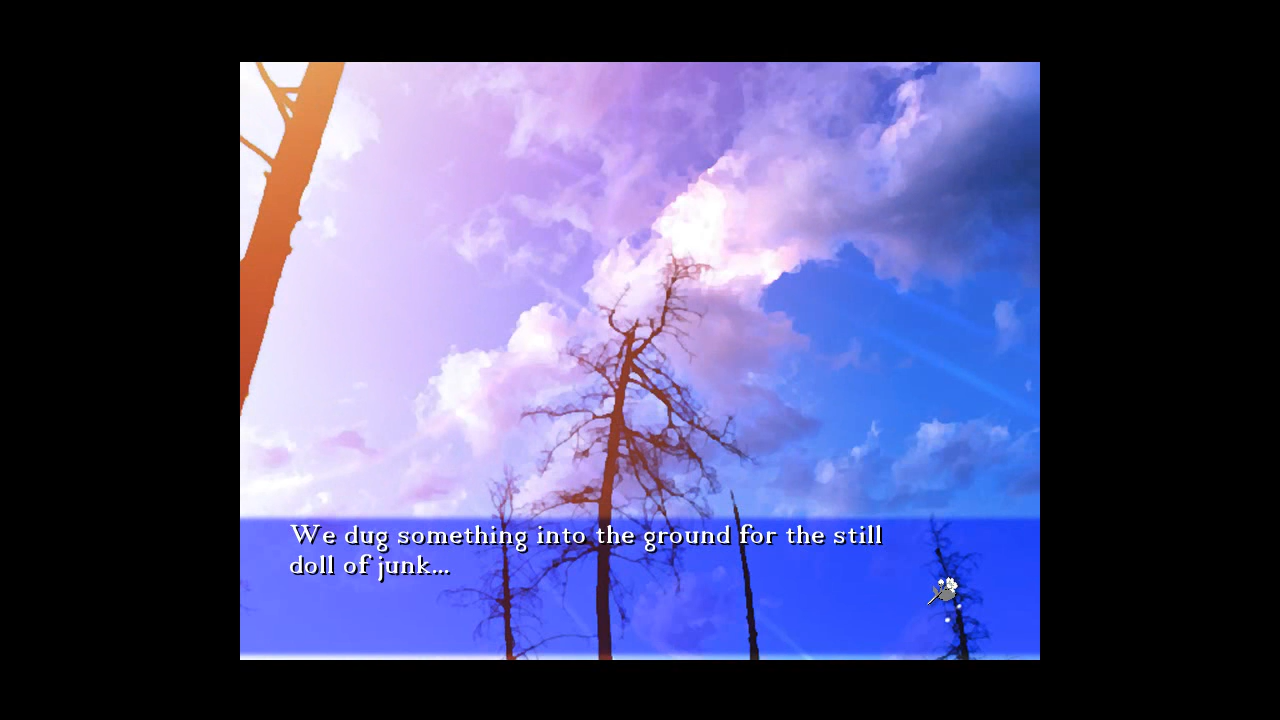 We dug something into the ground for the still
doll of junk...